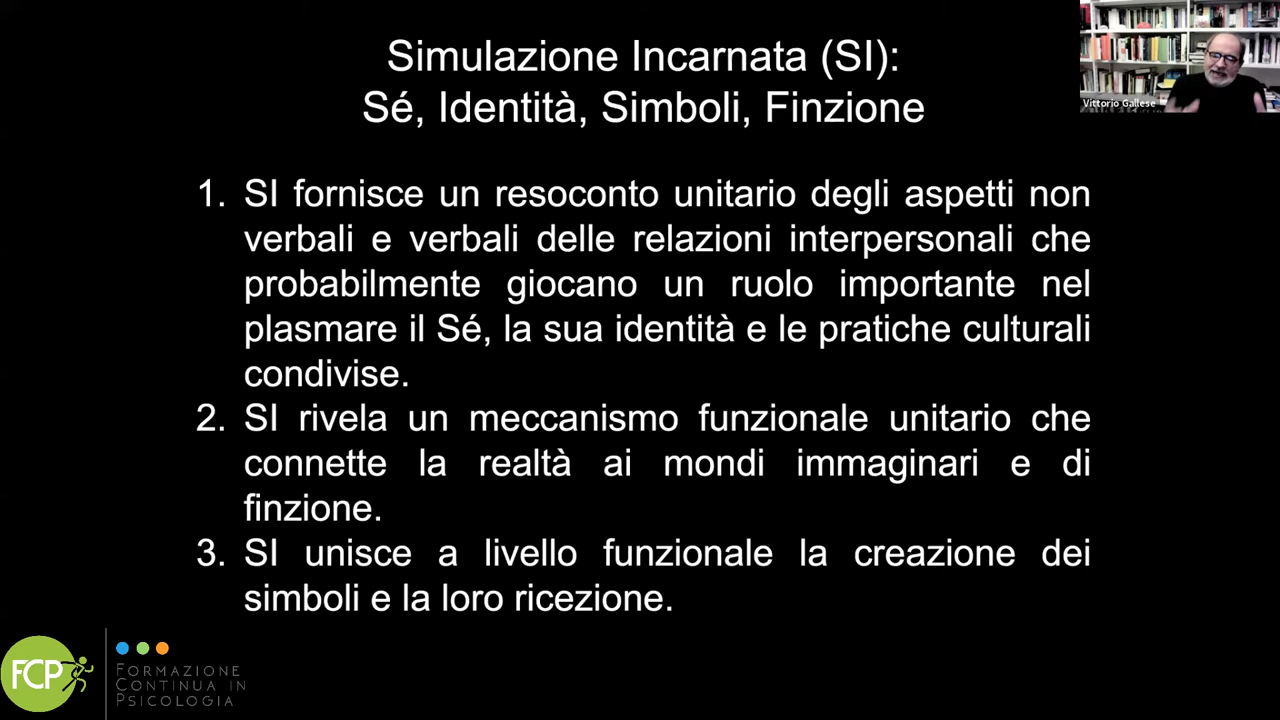 Simulazione Incarnata (SI):
Sé, Identità, Simboli, Finzione
Vittorio Gallese
1. SI fornisce un resoconto unitario degli aspetti non
verbali e verbali delle relazioni interpersonali che
probabilmente giocano un ruolo importante nel
plasmare il Sé, la sua identità e le pratiche culturali
condivise.
2. SI rivela un meccanismo funzionale unitario che
connette la realtà ai mondi immaginari e di
finzione.
3. SI unisce a livello funzionale la creazione dei
simboli e la loro ricezione.
FCP
FORMAZIONE
CONTINUA IN
PSICOLOGIA